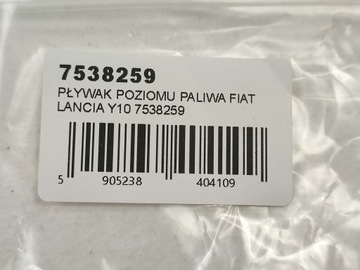 7538259
PŁYWAK POZIOMU PALIWA FIAT
LANCIA Y10 7538259
5 905238 404109